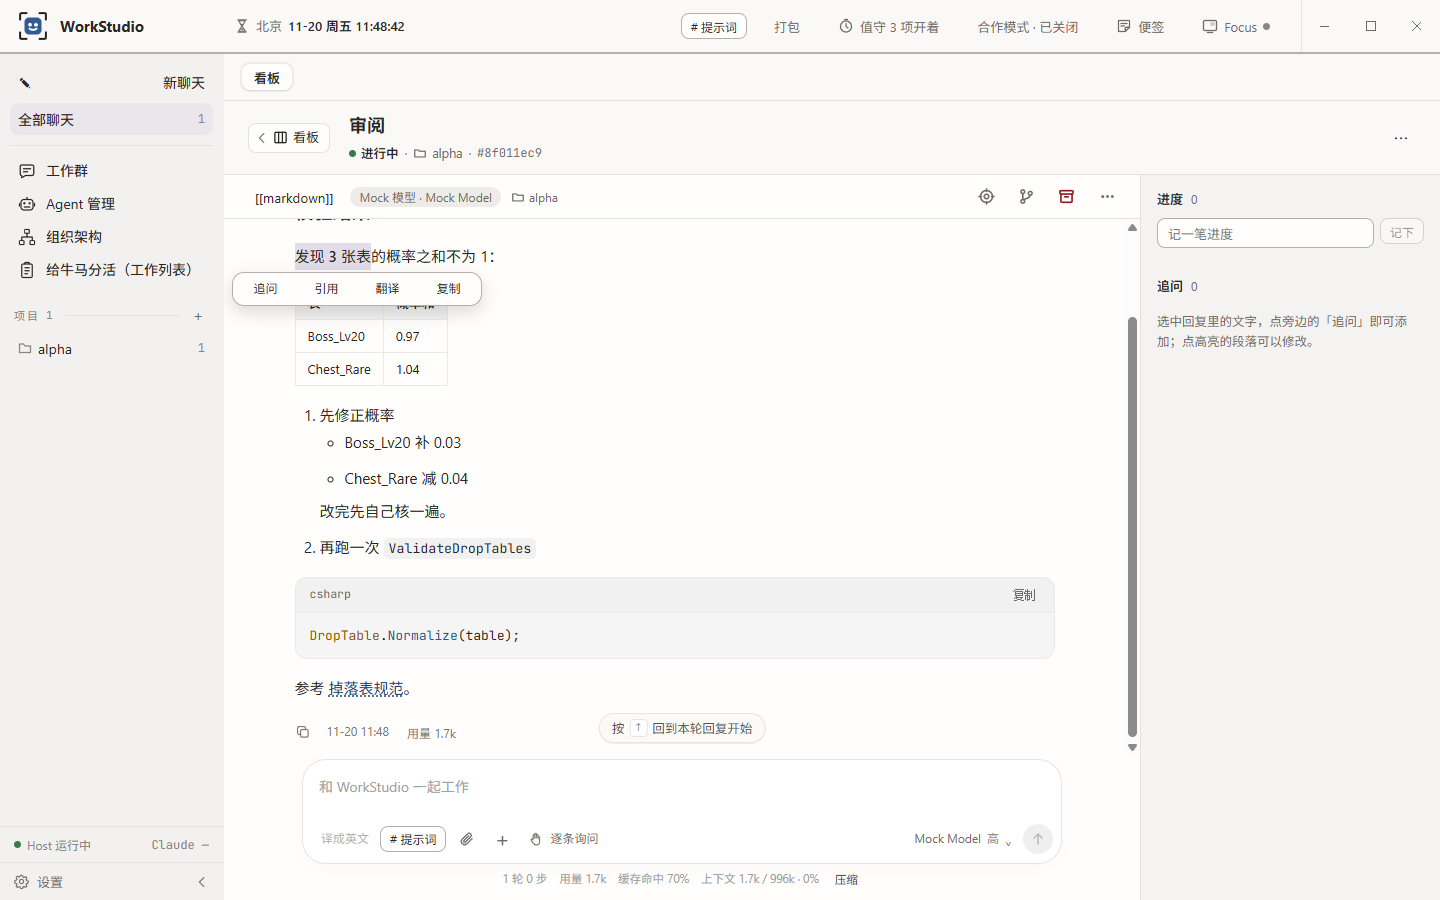 WorkStudio
北京 11-20 周五 11:48:42
# 提示词
打包
值守 3 项开着
合作模式 · 已关闭
便签
Focus
新聊天
全部聊天 1
工作群
Agent 管理
组织架构
给牛马分活（工作列表）
项目 1
alpha 1
Host 运行中 Claude —
设置
看板
看板
审阅
进行中 · alpha · #8f011ec9
[[markdown]] Mock 模型 · Mock Model alpha
发现 3 张表的概率之和不为 1：
追问 引用 翻译 复制
Boss_Lv20 0.97
Chest_Rare 1.04
1. 先修正概率
Boss_Lv20 补 0.03
Chest_Rare 减 0.04
改完先自己核一遍。
2. 再跑一次 ValidateDropTables
csharp 复制
DropTable.Normalize(table);
参考 掉落表规范。
11-20 11:48 用量 1.7k
按 ↑ 回到本轮回复开始
和 WorkStudio 一起工作
译成英文 # 提示词 逐条询问 Mock Model 高
1 轮 0 步 用量 1.7k 缓存命中 70% 上下文 1.7k / 996k · 0% 压缩
进度 0
记一笔进度 记下
追问 0
选中回复里的文字，点旁边的「追问」即可添
加；点高亮的段落可以修改。